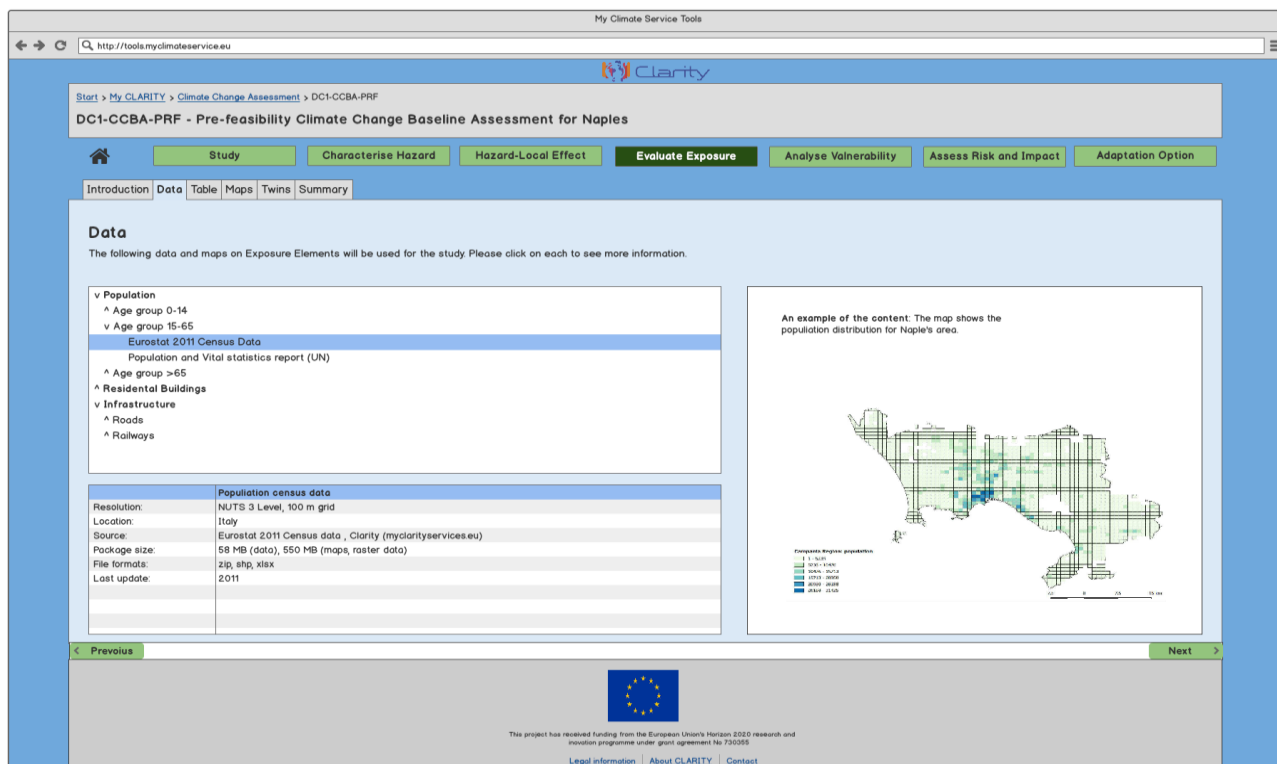 My Climate Service Tools
http://tools.myclimateservice.eu
Clarity
Start > My CLARITY > Climate Change Assessment > DC1-CCBA-PRF
DC1-CCBA-PRF - Pre-feasibility Climate Change Baseline Assessment for Naples
Study Characterise Hazard Hazard-Local Effect Evaluate Exposure Analyse Valnerability Assess Risk and Impact Adaptation Option
Introduction Data Table Maps Twins Summary
Data
The following data and maps on Exposure Elements will be used for the study. Please click on each to see more information.
v Population
^ Age group 0-14
v Age group 15-65
Eurostat 2011 Census Data
Population and Vital statistics report (UN)
^ Age group >65
^ Residental Buildings
v Infrastructure
^ Roads
^ Railways
An example of the content: The map shows the
populiation distribution for Naple's area.
Campania Region: population
Populiation census data
Resolution: NUTS 3 Level, 100 m grid
Location: Italy
Source: Eurostat 2011 Census data , Clarity (myclarityservices.eu)
Package size: 58 MB (data), 550 MB (maps, raster data)
File formats: zip, shp, xlsx
Last update: 2011
< Prevoius Next >
This project has received funding from the European Union's Horizon 2020 research and
inovation programme under grant agreement No 730355
Legal information | About CLARITY | Contact